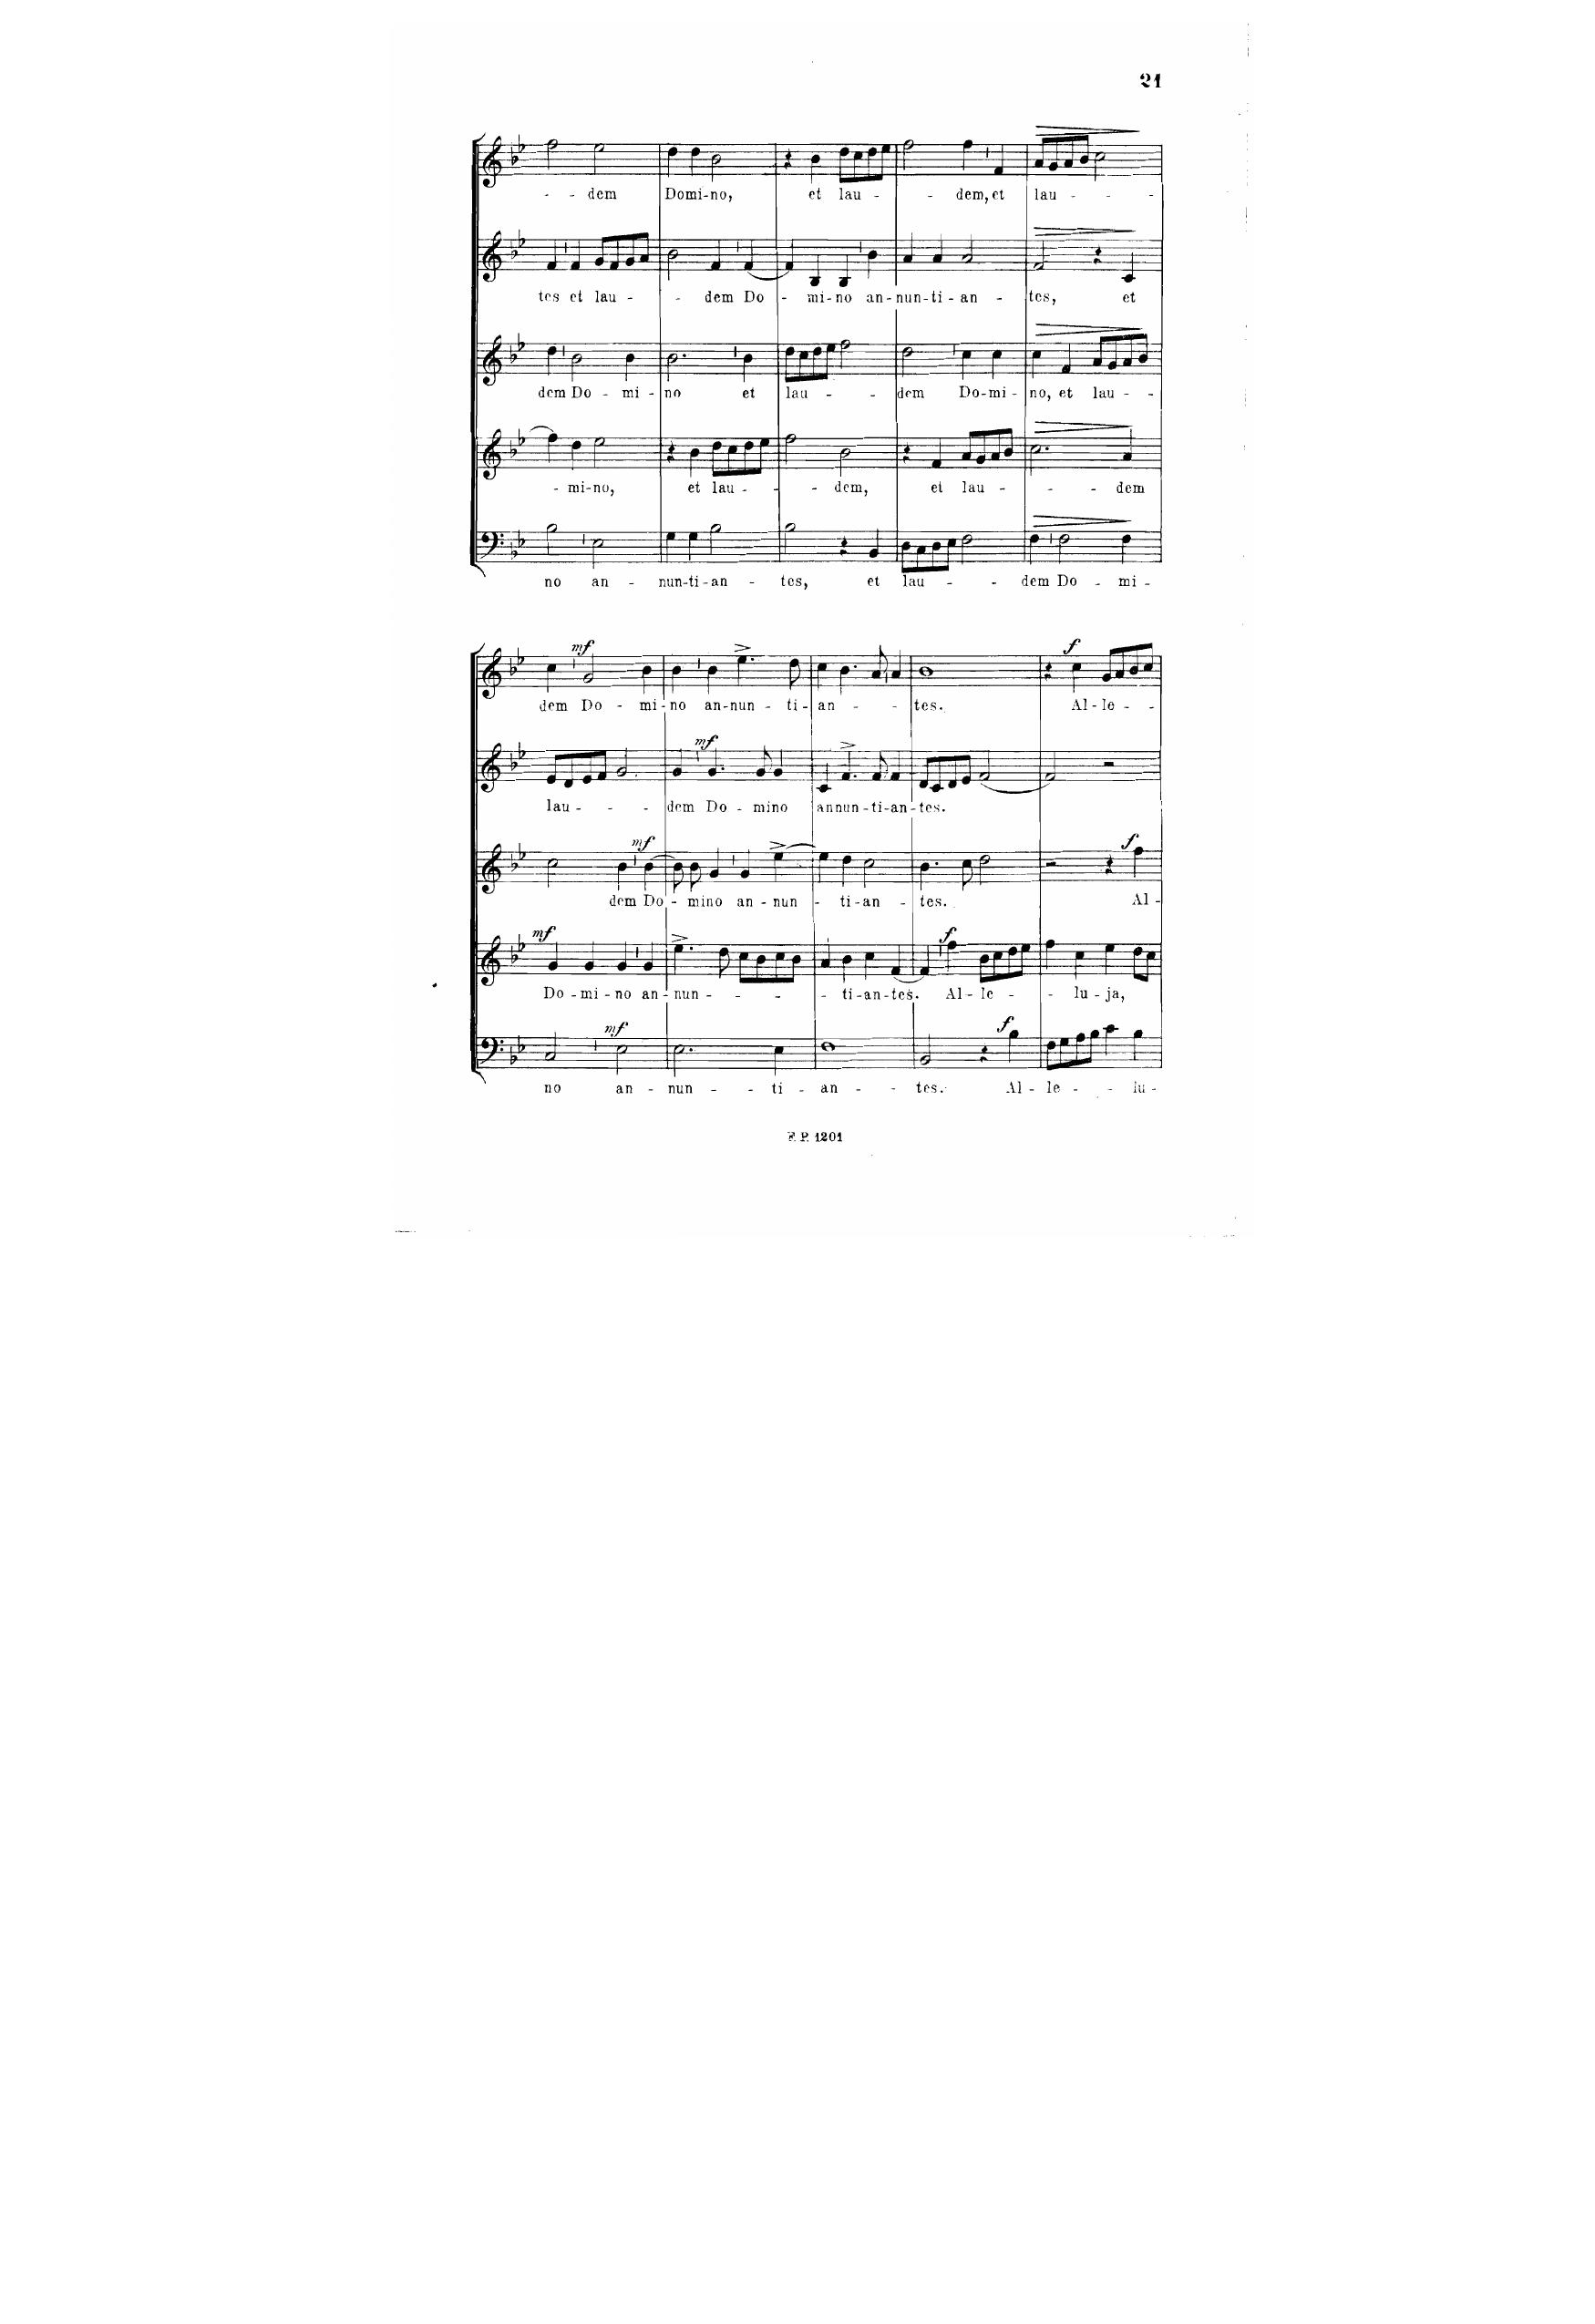 21
- - dem Domi-no, et lau - - dem, et lau - - -
tes et lau - - dem Do - mi-no an-nun-ti-an - tes, et
dem Do - mi - no et lau - - dem Do-mi-no, et lau - -
- mi-no, et lau - - - dem, et lau - - - dem
no an - nun-ti-an - tes, et lau - - dem Do - mi -
mf f
dem Do - mi-no an-nun - ti-an - - tes. Al-le - -
mf
lau - - - dem Do - mino annun-ti-an-tes.
mf f
dem Do - mino an-nun - ti-an - tes. Al-
mf f
Do-mi-no an-nun - - - - ti-an-tes. Al-le - - lu-ja,
mf f
no an - nun - - ti - an - - tes. Al-le - - lu-
F. P. 1201